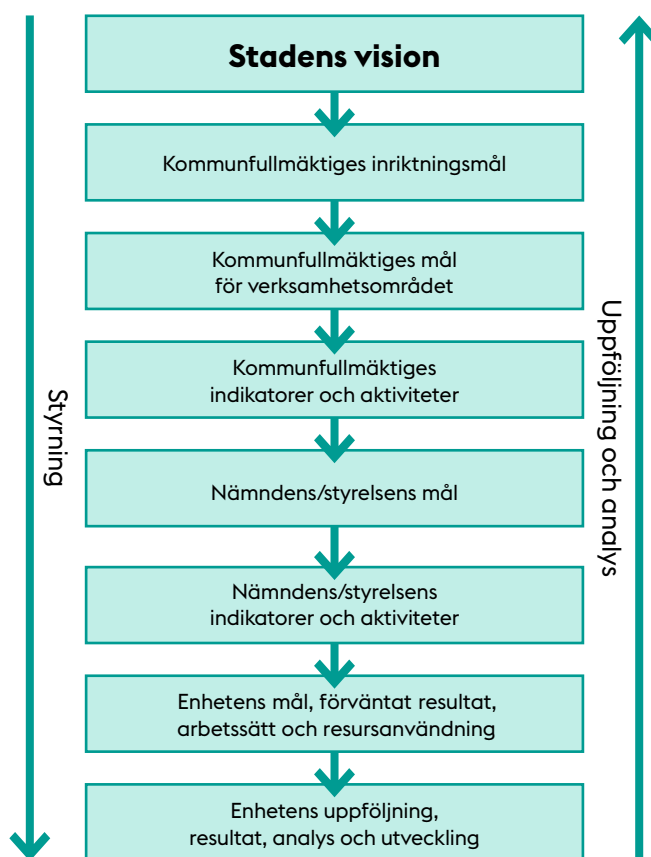 Stadens vision
Kommunfullmäktiges inriktningsmål
Kommunfullmäktiges mål
för verksamhetsområdet
Kommunfullmäktiges
indikatorer och aktiviteter
Nämndens/styrelsens mål
Nämndens/styrelsens
indikatorer och aktiviteter
Enhetens mål, förväntat resultat,
arbetssätt och resursanvändning
Enhetens uppföljning,
resultat, analys och utveckling
Styrning
Uppföljning och analys